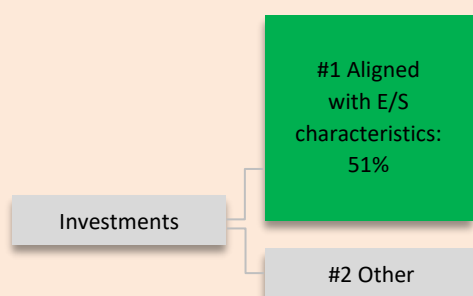 #1 Aligned
with E/S
characteristics:
51%
Investments
#2 Other